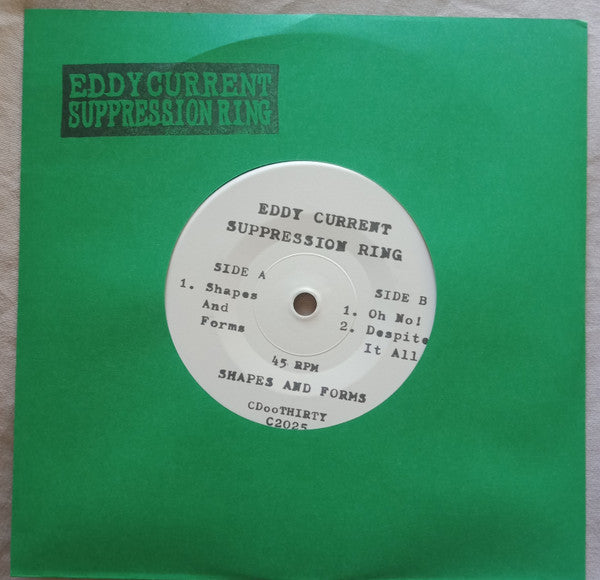 EDDY CURRENT
SUPPRESSION RING
EDDY CURRENT
SUPPRESSION RING
SIDE A
1. Shapes
And
Forms
SIDE B
1. Oh No!
2. Despite
It All
45 RPM
SHAPES AND FORMS
CDooTHIRTY
C2025